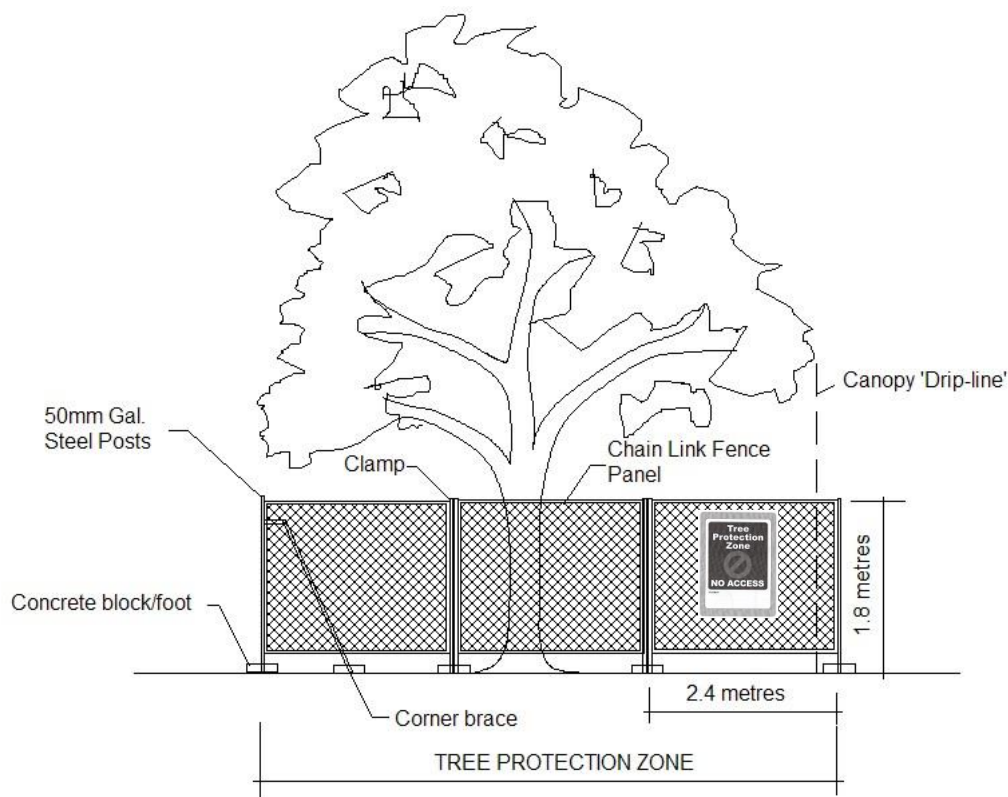 Canopy 'Drip-line'
50mm Gal.
Steel Posts
Clamp
Chain Link Fence
Panel
Tree
Protection
Zone
NO ACCESS
1.8 metres
Concrete block/foot
2.4 metres
Corner brace
TREE PROTECTION ZONE